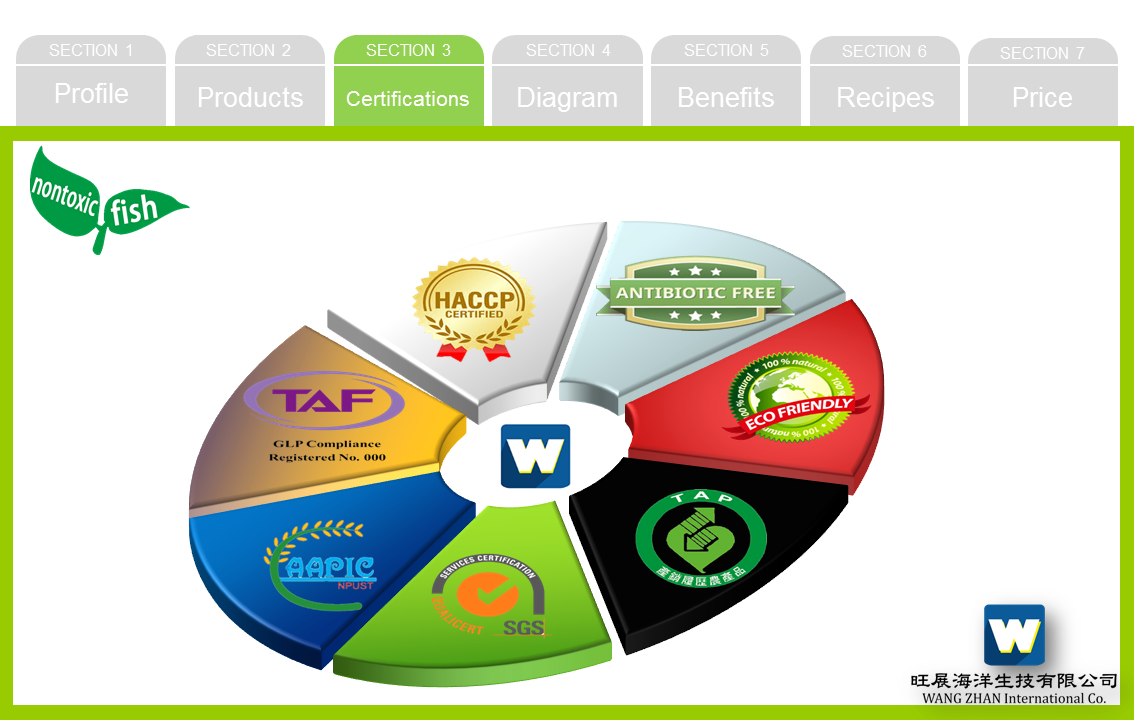 SECTION 1
SECTION 2
SECTION 3
SECTION 4
SECTION 5
SECTION 6
SECTION 7
Profile
Products
Certifications
Diagram
Benefits
Recipes
Price
nontoxic
fish
HACCP
CERTIFIED
ANTIBIOTIC FREE
100 % natural
100 %
100 % natural
ECO FRIENDLY
100 % natural
TAF
GLP Compliance
Registered No. 000
W
AAPIC
NPUST
SERVICES CERTIFICATION
QUALICERT
SGS
TAP
產銷履歷農產品
W
旺展海洋生技有限公司
WANG ZHAN International Co.